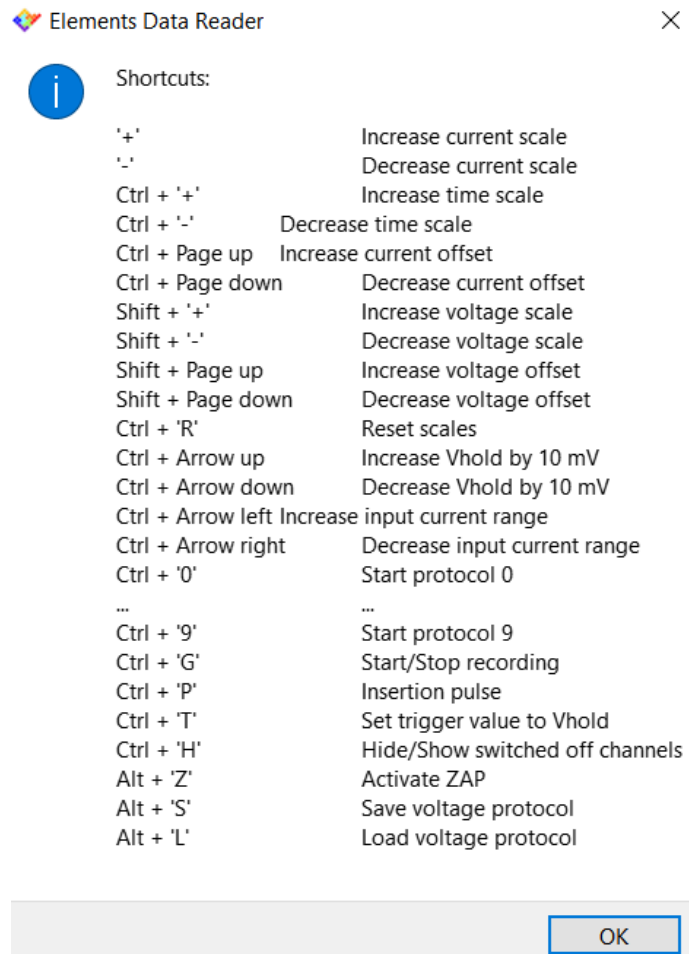 Elements Data Reader
Shortcuts:
'+' Increase current scale
'-' Decrease current scale
Ctrl + '+' Increase time scale
Ctrl + '-' Decrease time scale
Ctrl + Page up Increase current offset
Ctrl + Page down Decrease current offset
Shift + '+' Increase voltage scale
Shift + '-' Decrease voltage scale
Shift + Page up Increase voltage offset
Shift + Page down Decrease voltage offset
Ctrl + 'R' Reset scales
Ctrl + Arrow up Increase Vhold by 10 mV
Ctrl + Arrow down Decrease Vhold by 10 mV
Ctrl + Arrow left Increase input current range
Ctrl + Arrow right Decrease input current range
Ctrl + '0' Start protocol 0
... ...
Ctrl + '9' Start protocol 9
Ctrl + 'G' Start/Stop recording
Ctrl + 'P' Insertion pulse
Ctrl + 'T' Set trigger value to Vhold
Ctrl + 'H' Hide/Show switched off channels
Alt + 'Z' Activate ZAP
Alt + 'S' Save voltage protocol
Alt + 'L' Load voltage protocol
OK